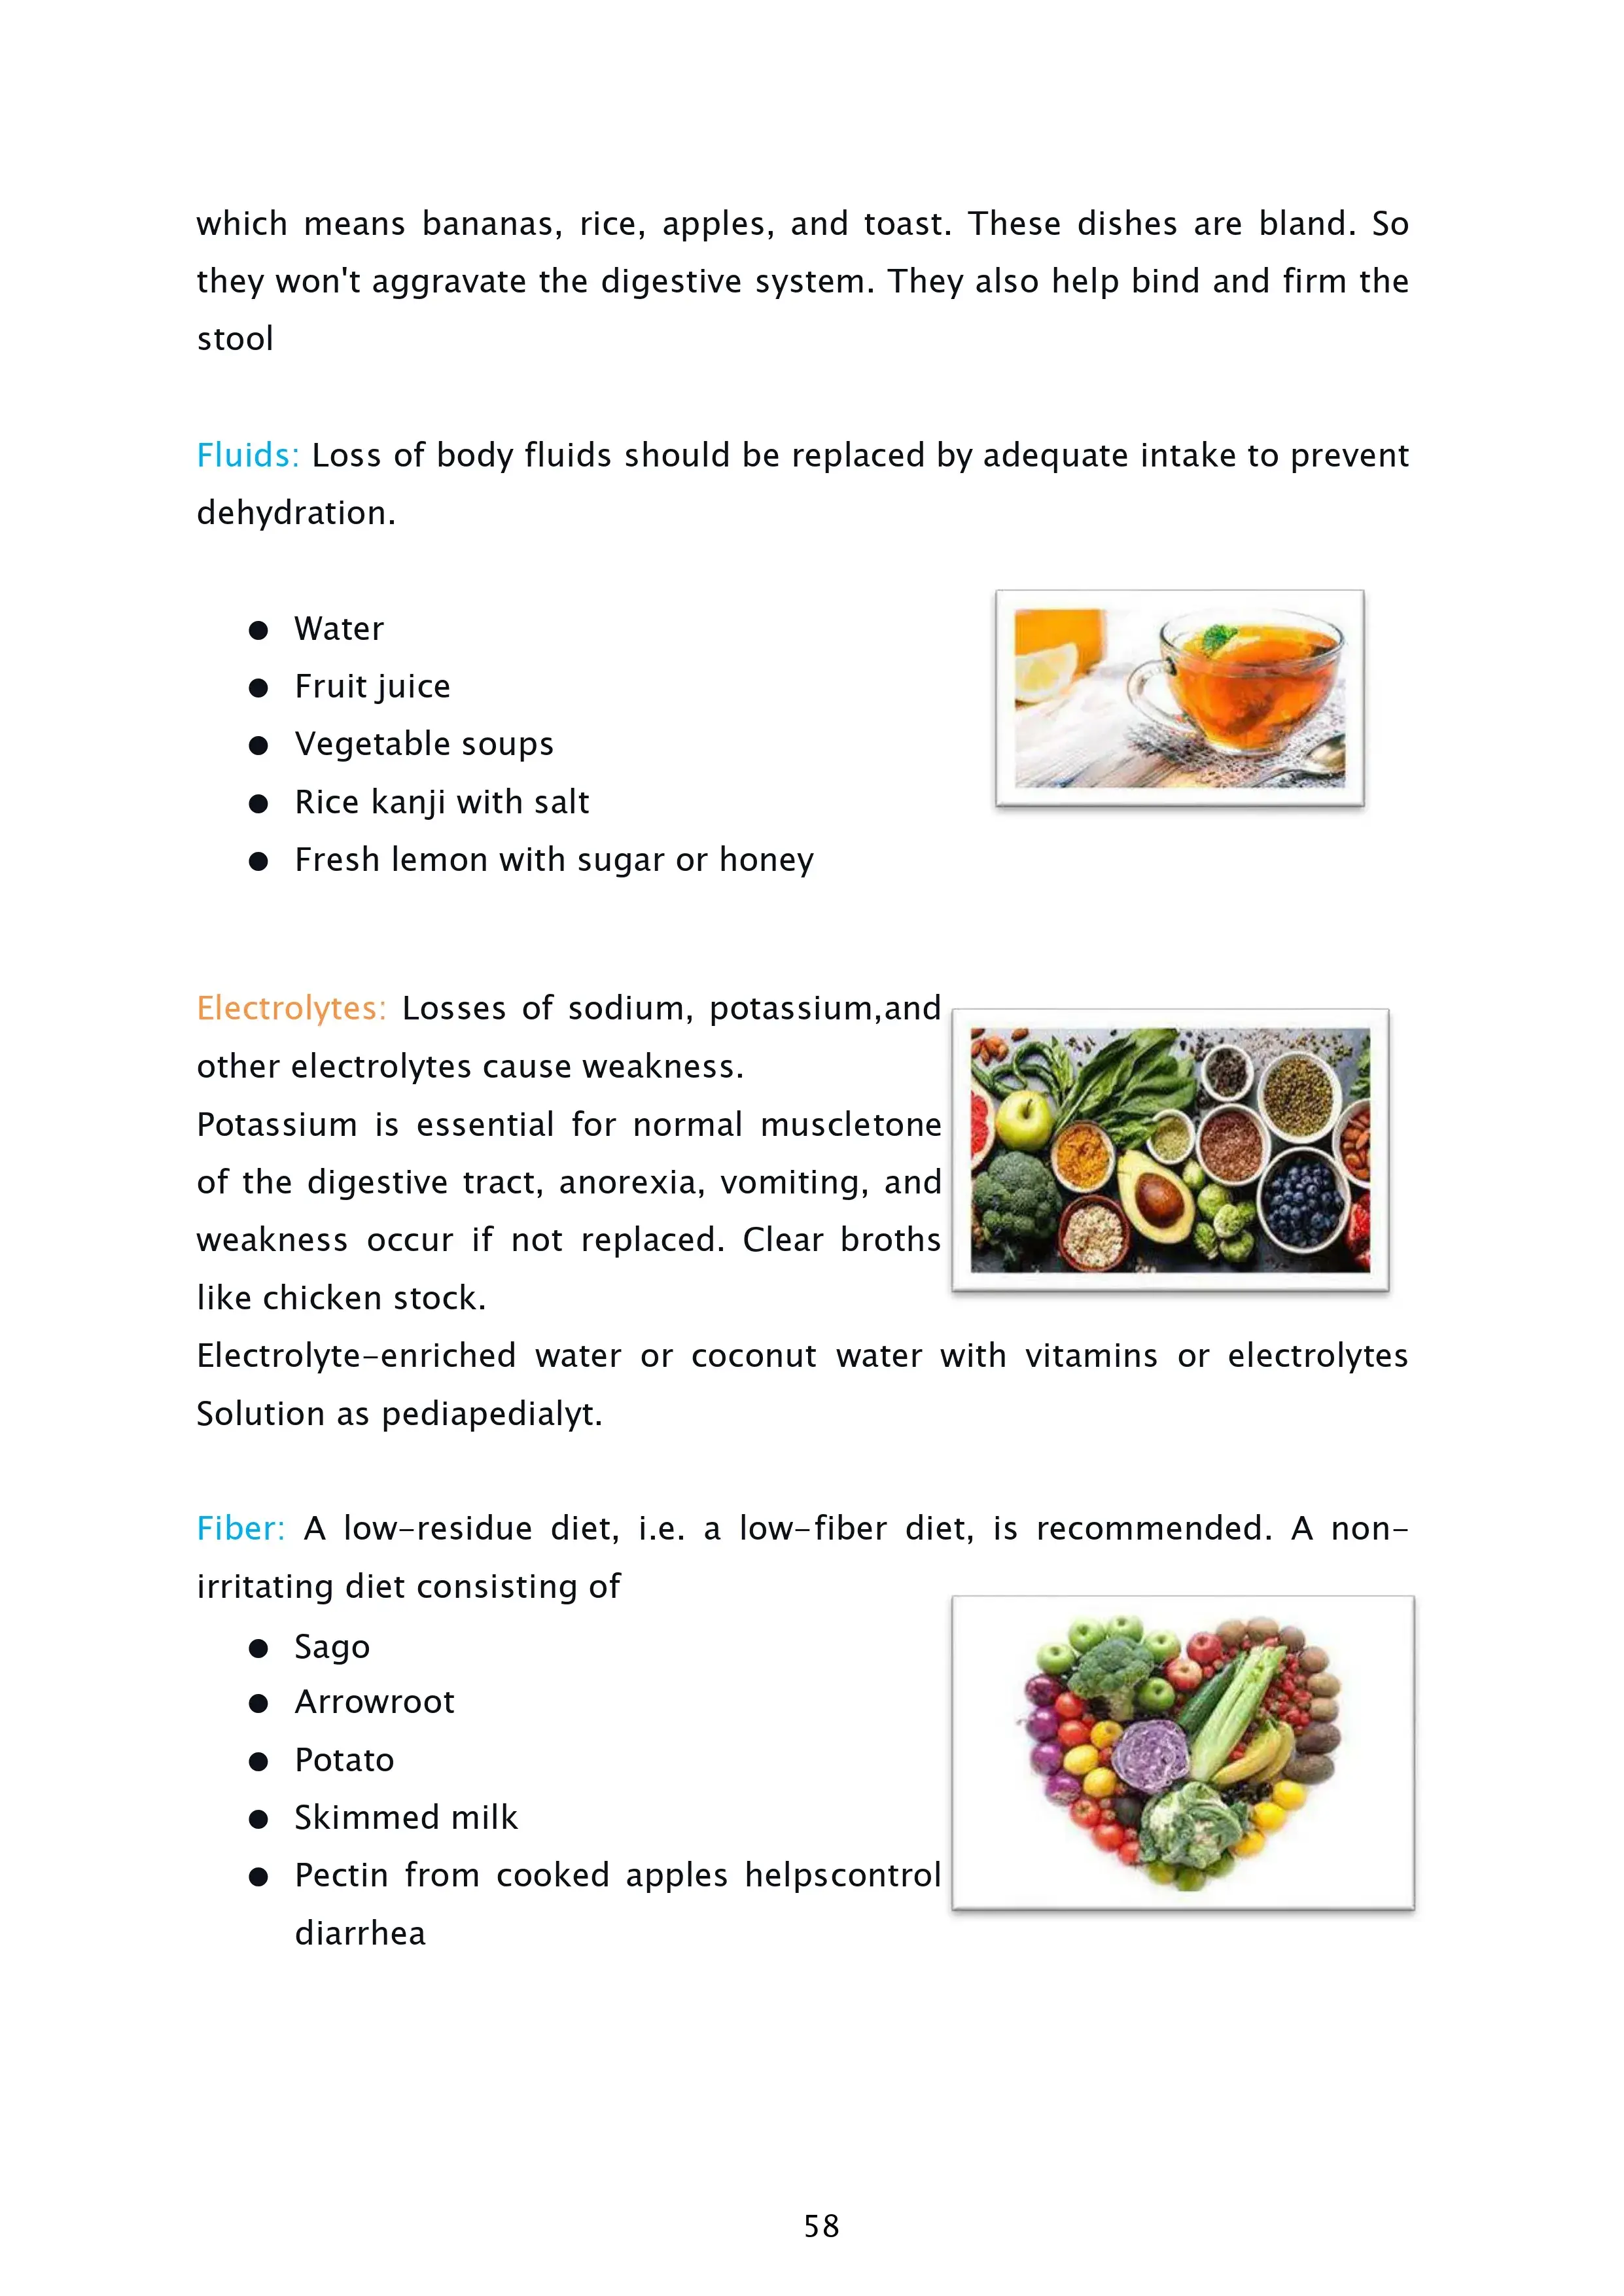 which means bananas, rice, apples, and toast. These dishes are bland. So
they won't aggravate the digestive system. They also help bind and firm the
stool
Fluids: Loss of body fluids should be replaced by adequate intake to prevent
dehydration.
● Water
● Fruit juice
● Vegetable soups
● Rice kanji with salt
● Fresh lemon with sugar or honey
Electrolytes: Losses of sodium, potassium,and
other electrolytes cause weakness.
Potassium is essential for normal muscletone
of the digestive tract, anorexia, vomiting, and
weakness occur if not replaced. Clear broths
like chicken stock.
Electrolyte-enriched water or coconut water with vitamins or electrolytes
Solution as pediapedialyt.
Fiber: A low-residue diet, i.e. a low-fiber diet, is recommended. A non-
irritating diet consisting of
● Sago
● Arrowroot
● Potato
● Skimmed milk
● Pectin from cooked apples helpscontrol
diarrhea
58